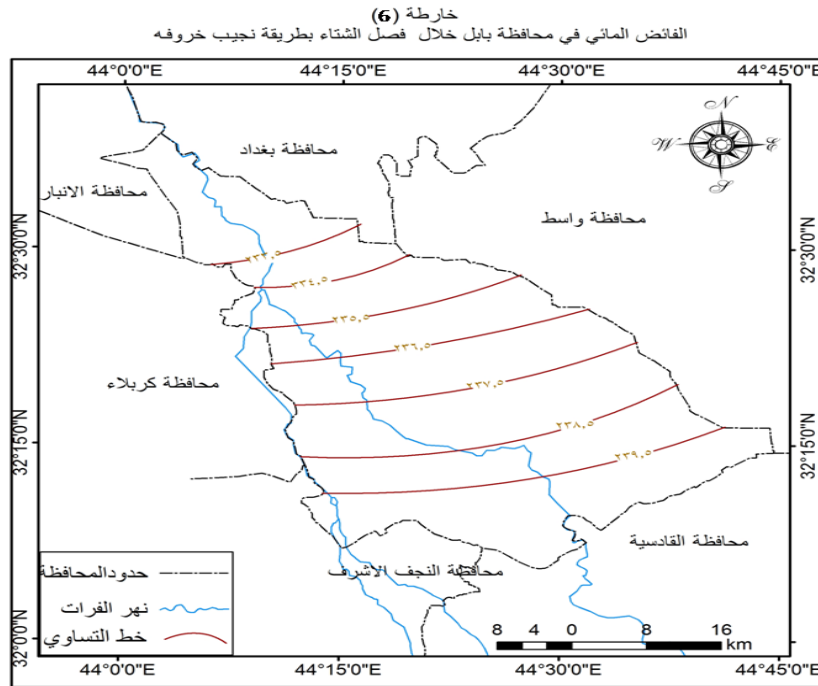 خارطة (6)
الفائض المائي في محافظة بابل خلال فصل الشتاء بطريقة نجيب خروفه
44°0'0"E
44°15'0"E
44°30'0"E
44°45'0"E
N
W
E
S
محافظة بغداد
محافظة الانبار
محافظة واسط
32°30'0"N
32°30'0"N
٢٣٤,٥
٢٣٥,٥
٢٣٦,٥
محافظة كربلاء
٢٣٧,٥
٢٣٨,٥
32°15'0"N
32°15'0"N
٢٣٩,٥
محافظة القادسية
محافظة النجف الاشرف
حدودالمحافظة
نهر الفرات
خط التساوي
8 4 0 8 16
km
32°0'0"N
32°0'0"N
44°0'0"E
44°15'0"E
44°30'0"E
44°45'0"E